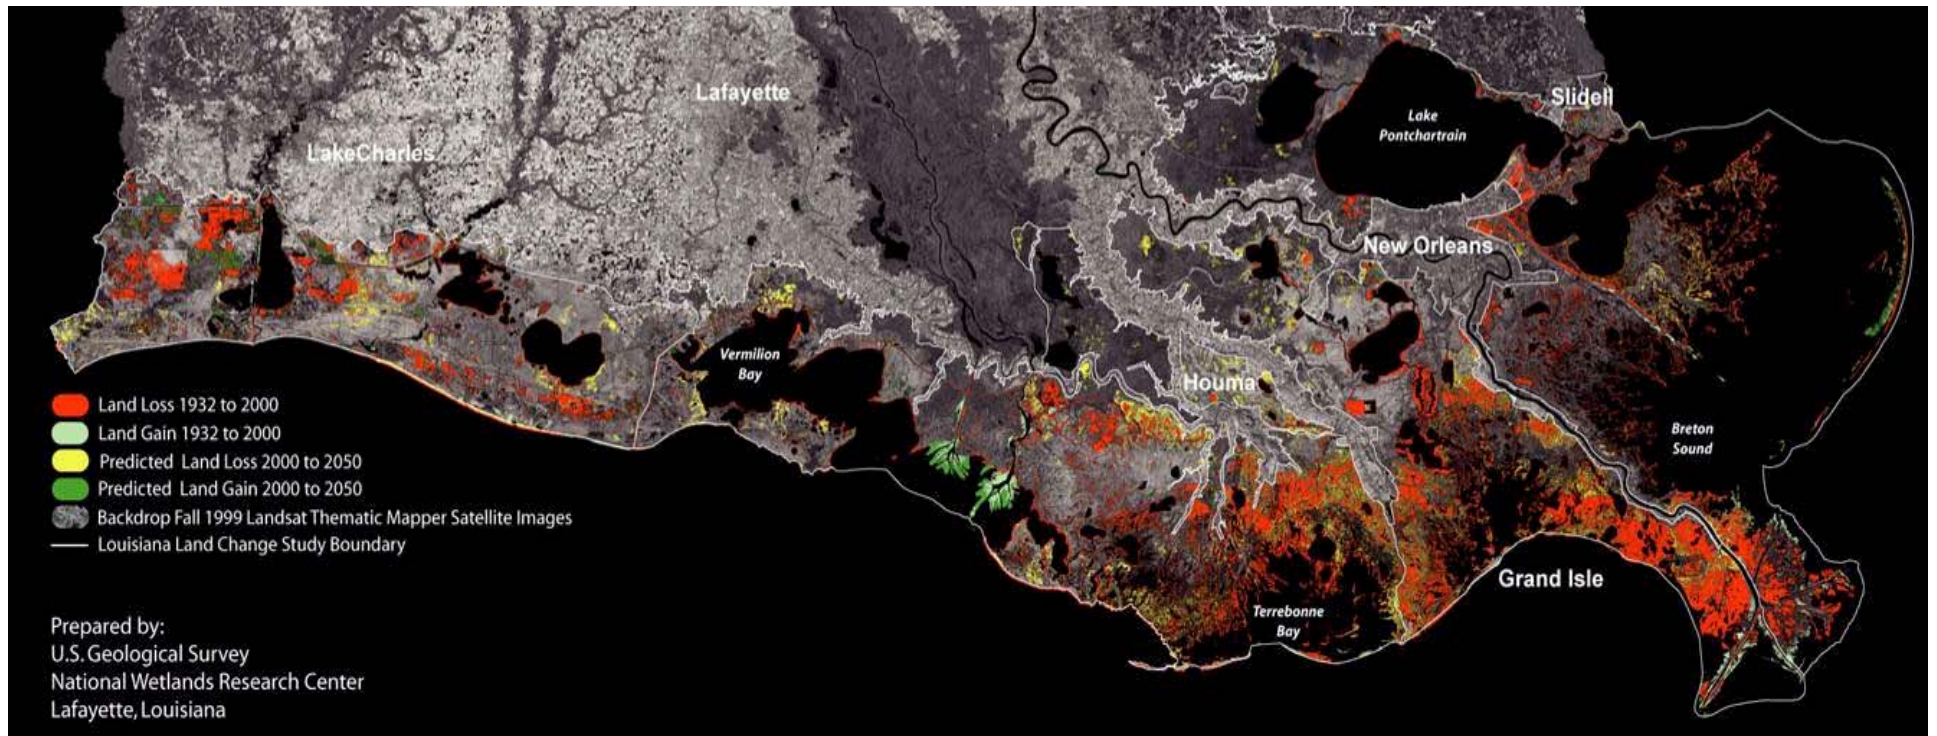 Lafayette
Slidell
Lake
Pontchartrain
LakeCharles
New Orleans
Vermilion
Bay
Houma
Breton
Sound
Grand Isle
Terrebonne
Bay
Land Loss 1932 to 2000
Land Gain 1932 to 2000
Predicted Land Loss 2000 to 2050
Predicted Land Gain 2000 to 2050
Backdrop Fall 1999 Landsat Thematic Mapper Satellite Images
Louisiana Land Change Study Boundary
Prepared by:
U.S. Geological Survey
National Wetlands Research Center
Lafayette, Louisiana